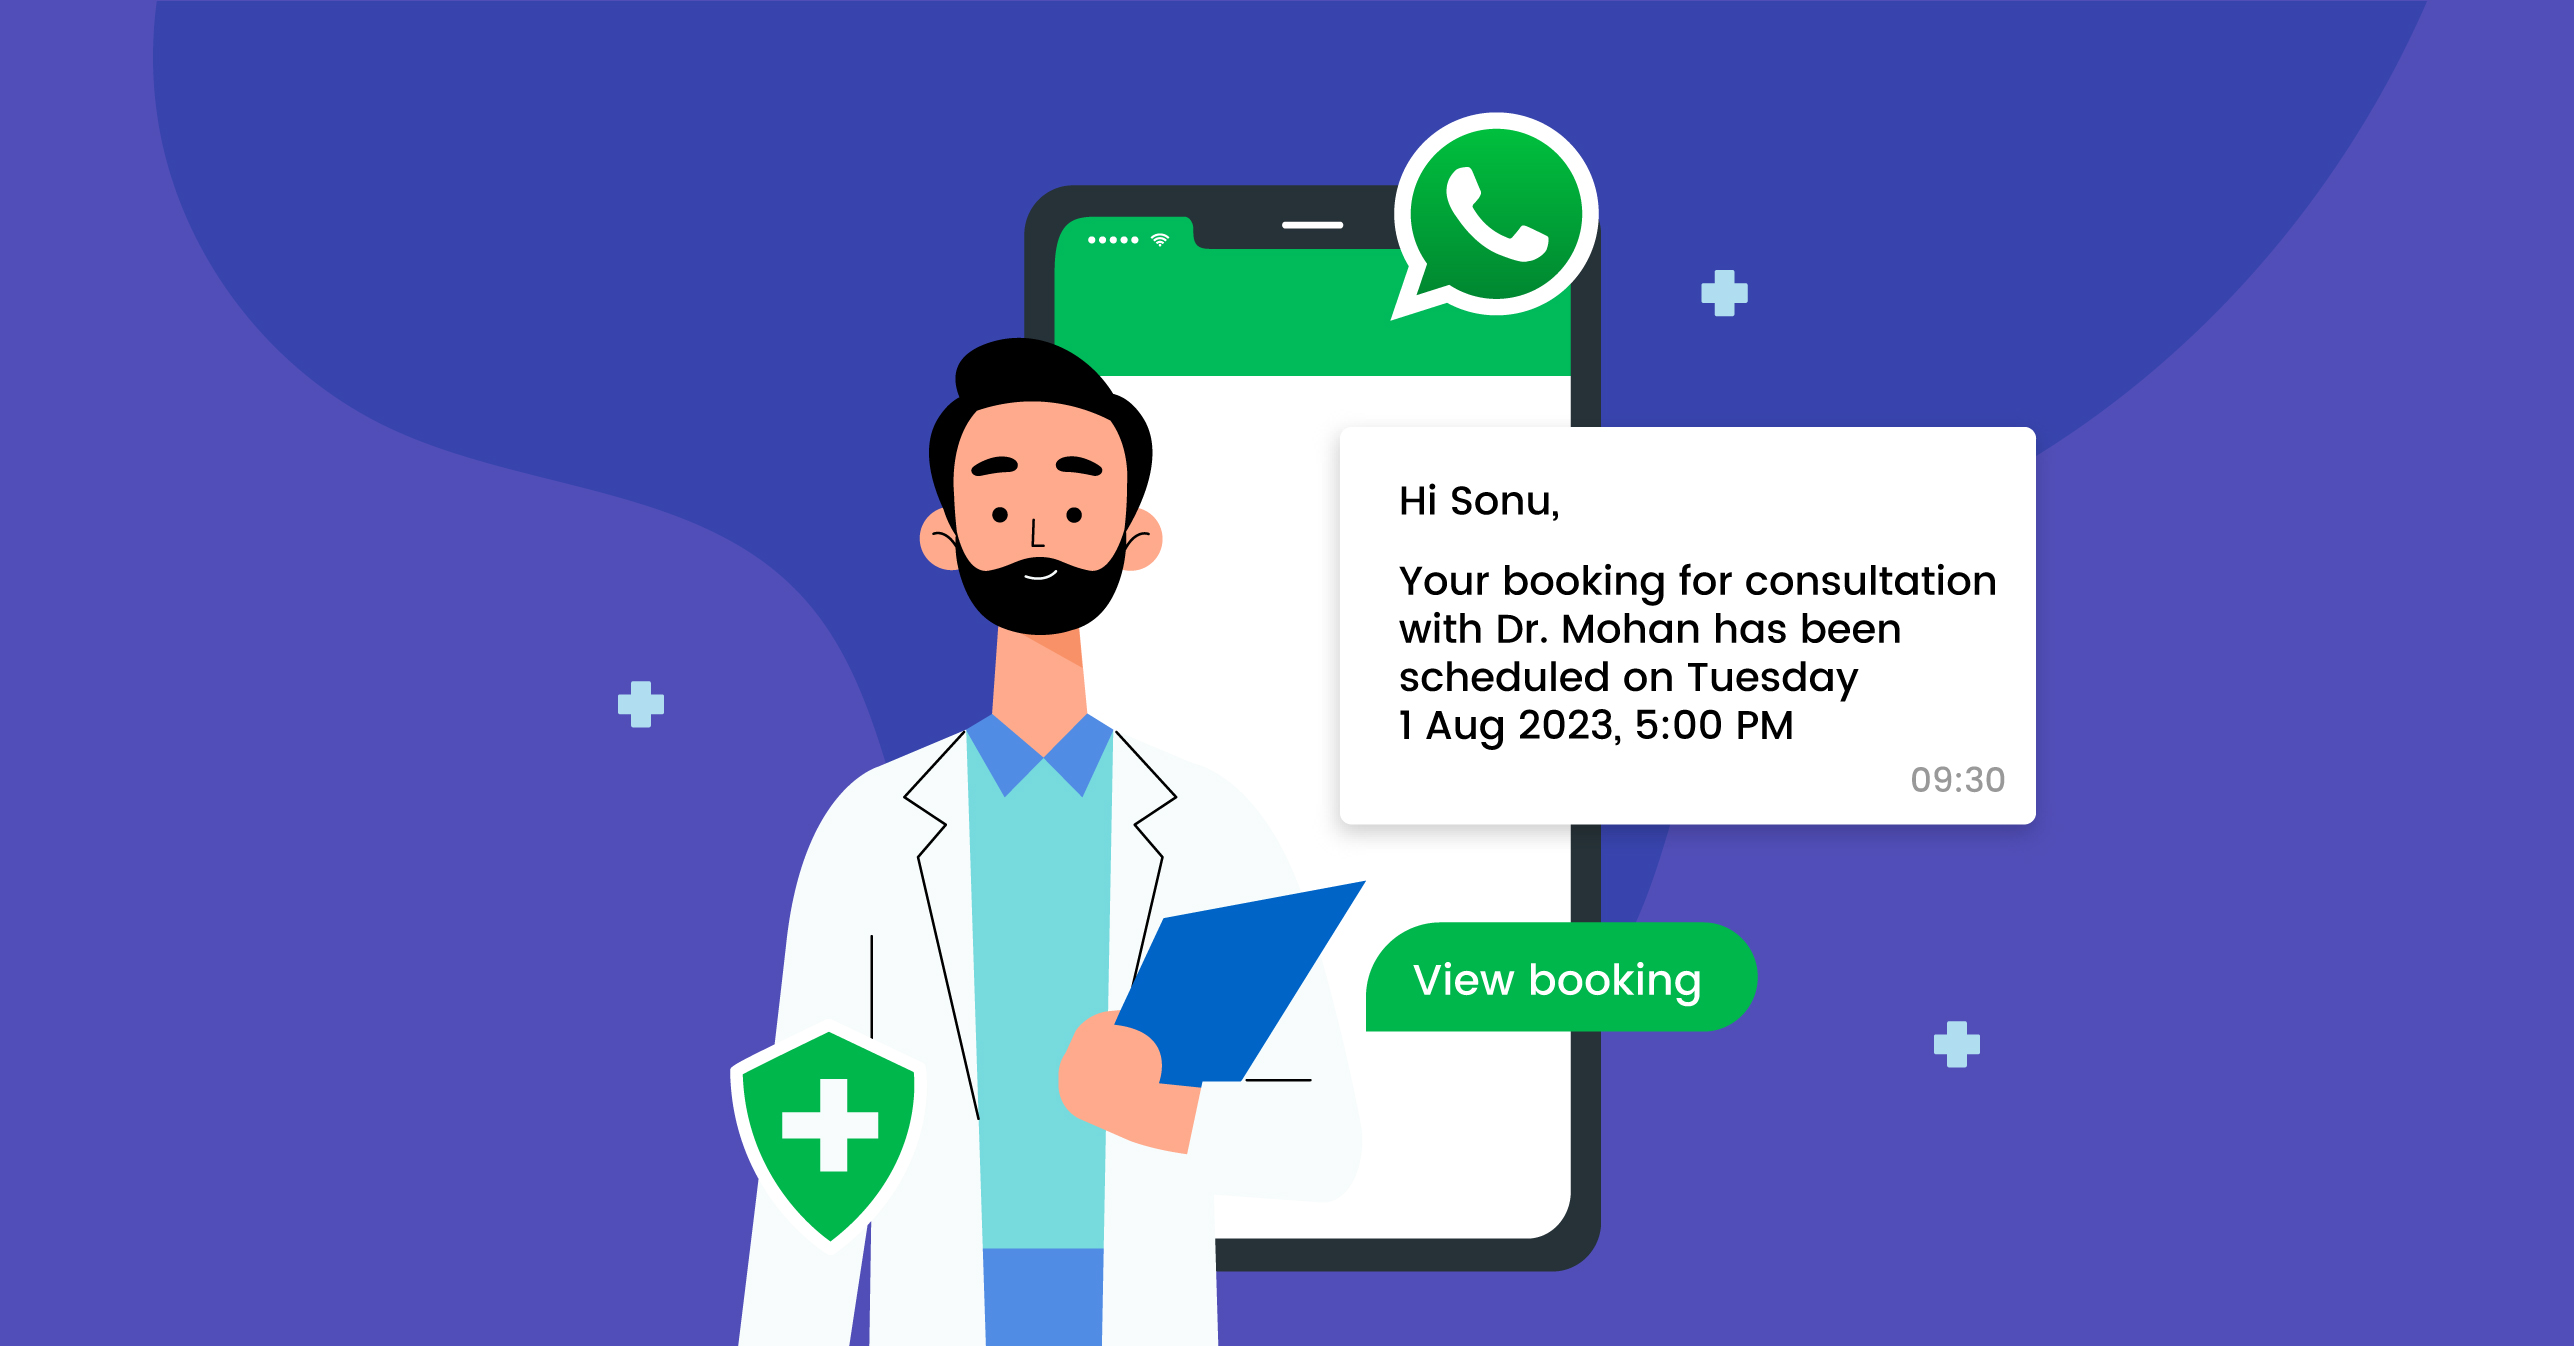 Hi Sonu,
Your booking for consultation
with Dr. Mohan has been
scheduled on Tuesday
1 Aug 2023, 5:00 PM
09:30
View booking